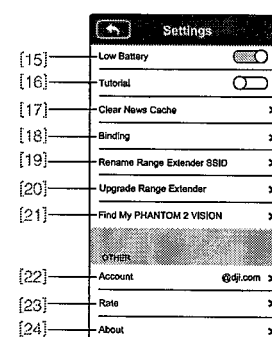 Settings
[15] Low Battery
[16] Tutorial
[17] Clear News Cache >
[18] Binding >
[19] Rename Range Extender SSID >
[20] Upgrade Range Extender >
[21] Find My PHANTOM 2 VISION >
OTHER
[22] Account @dji.com >
[23] Rate >
[24] About >